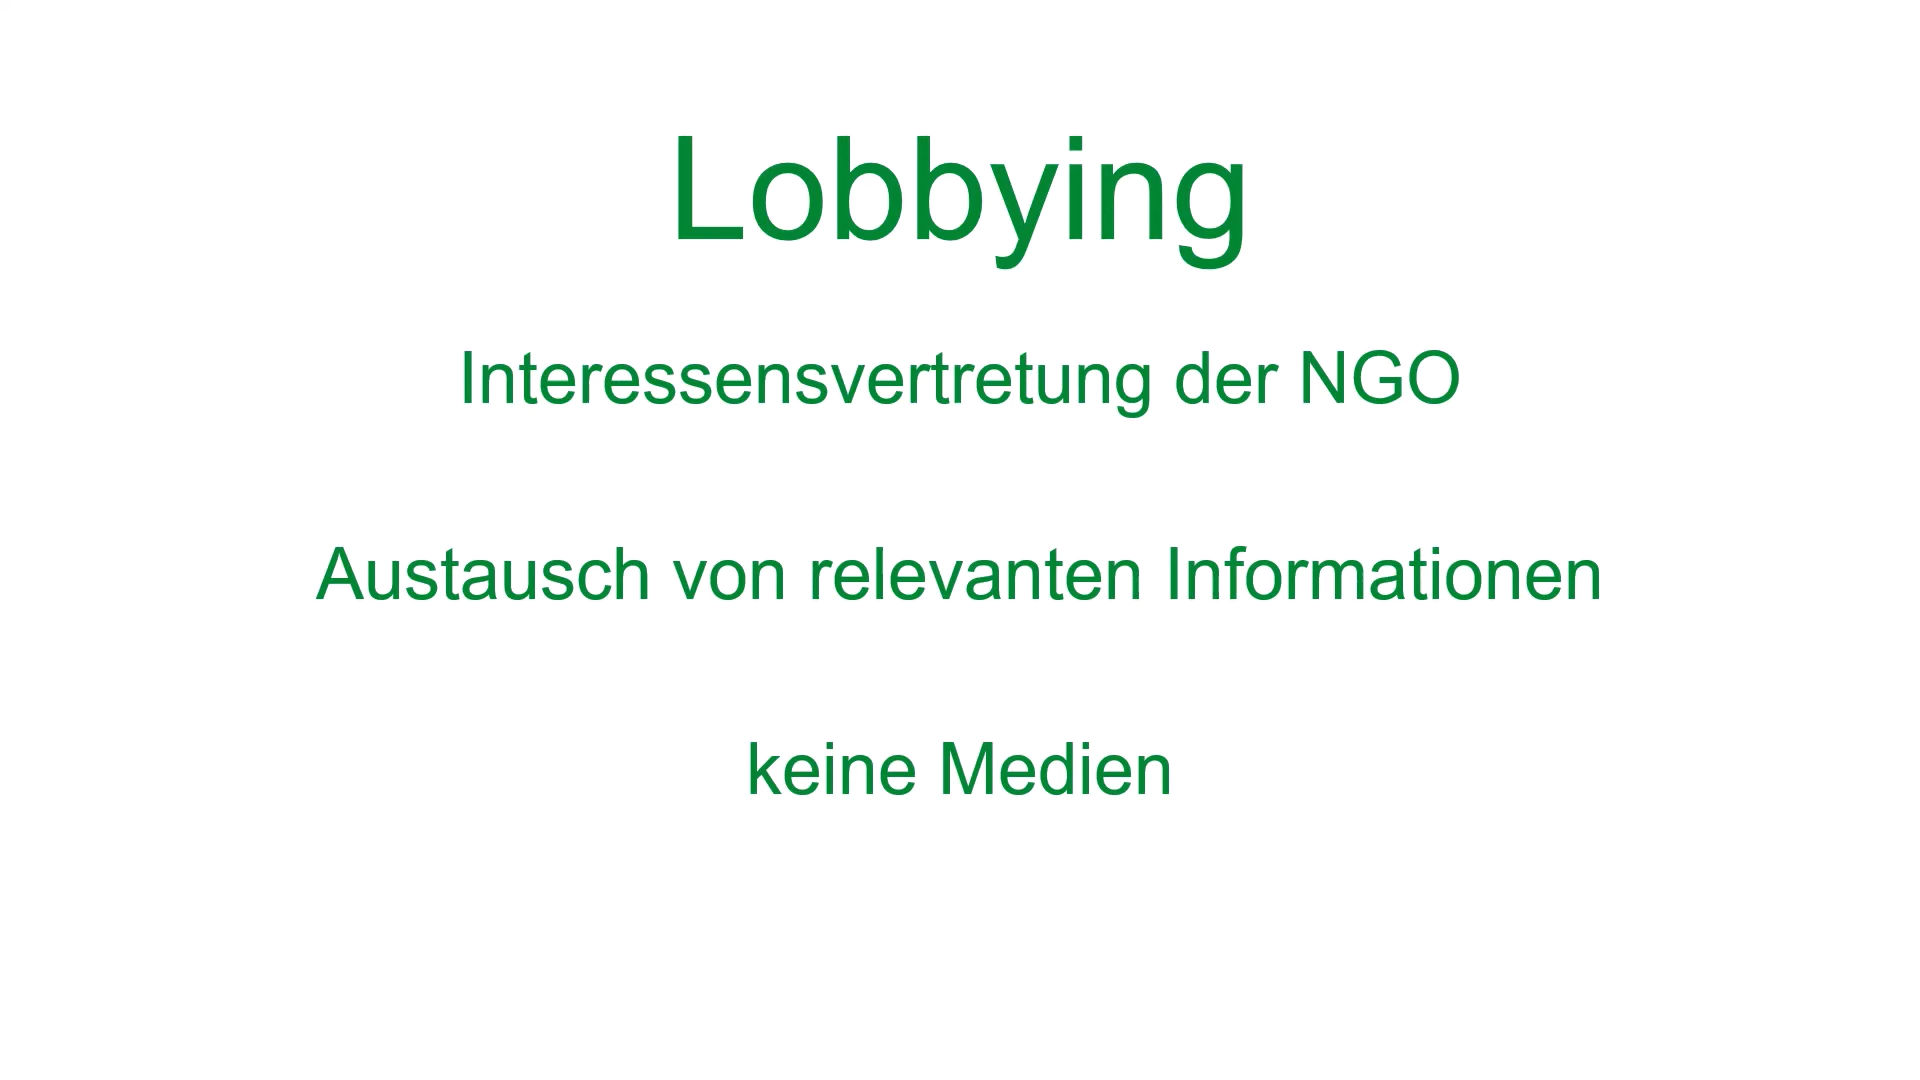 Lobbying
Interessensvertretung der NGO
Austausch von relevanten Informationen
keine Medien